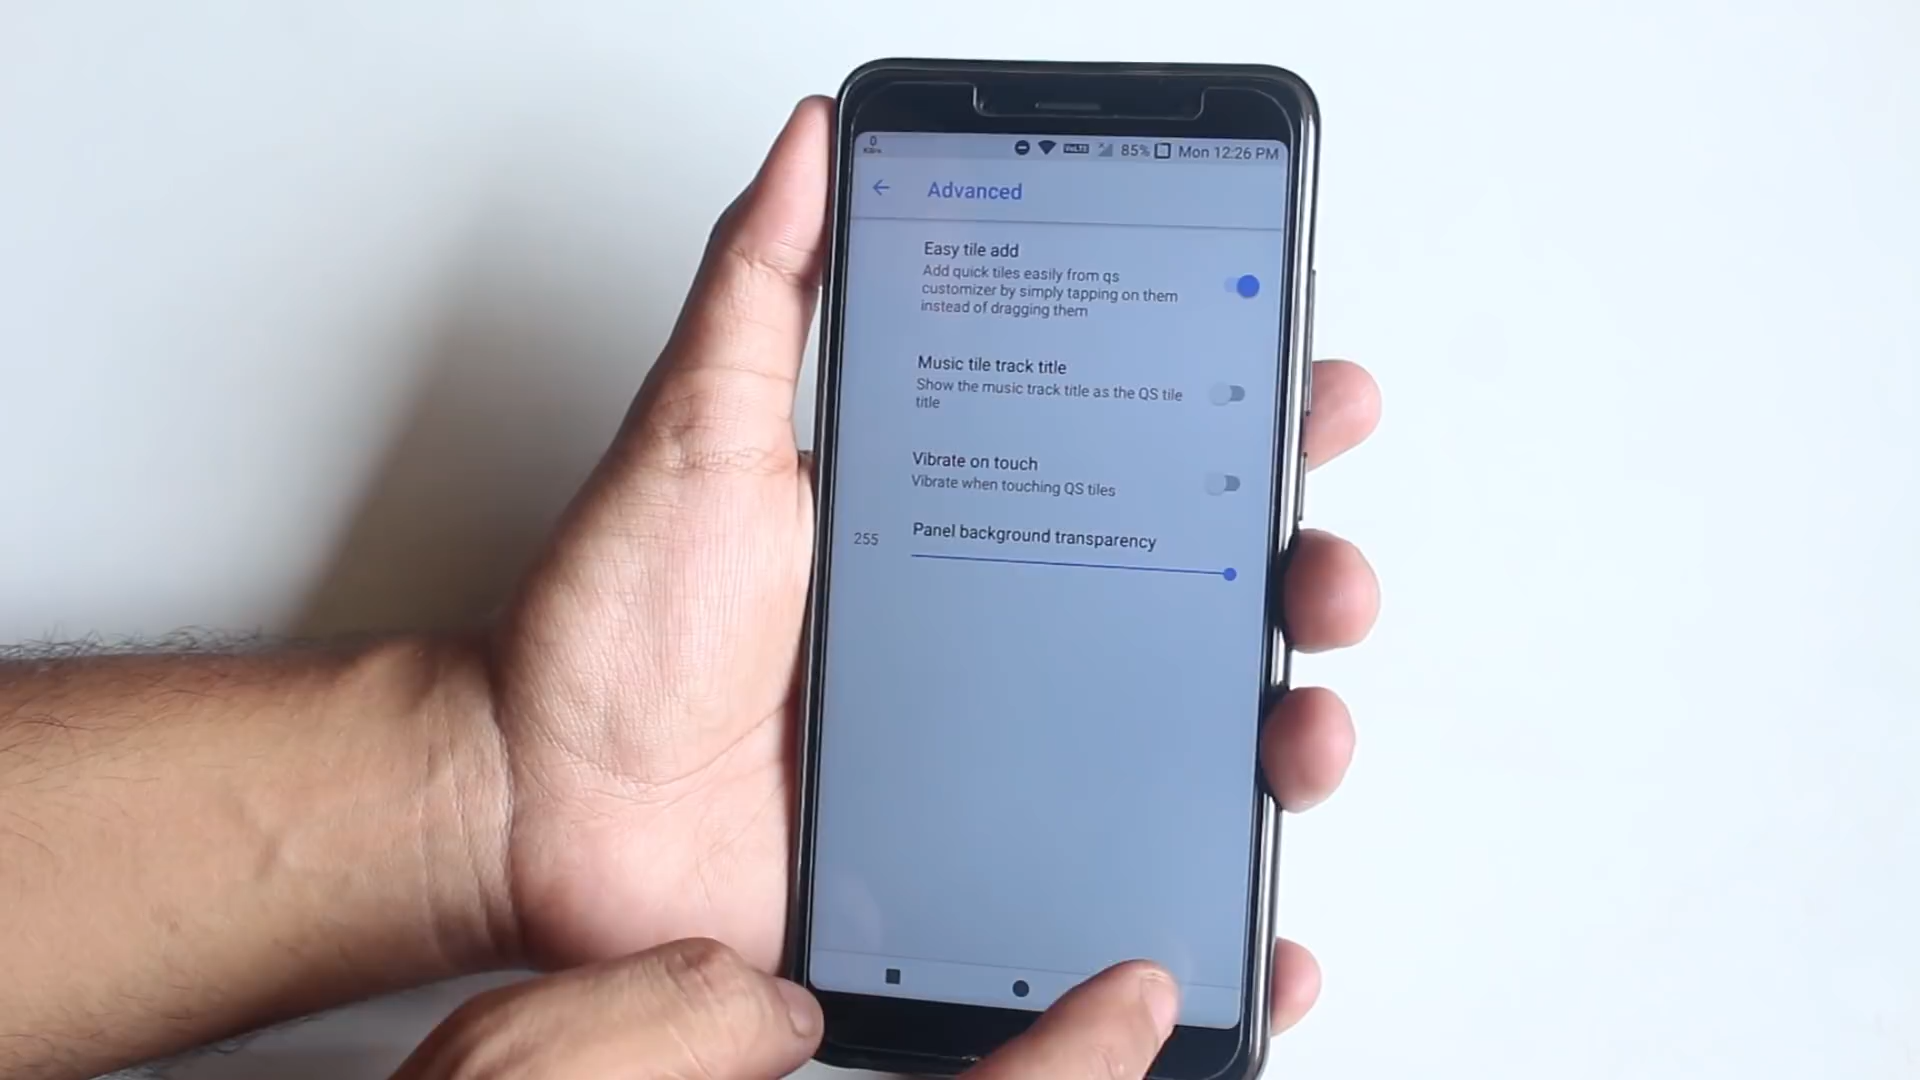 0
VoLTE 85% Mon 12:26 PM
Advanced
Easy tile add
Add quick tiles easily from qs
customizer by simply tapping on them
instead of dragging them
Music tile track title
Show the music track title as the QS tile
title
Vibrate on touch
Vibrate when touching QS tiles
255
Panel background transparency